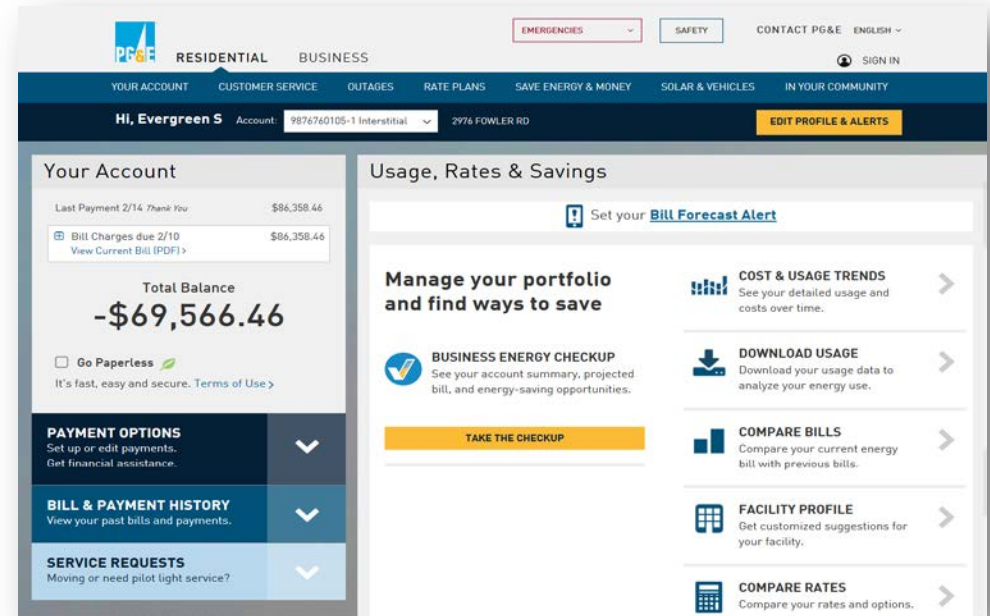 EMERGENCIES
SAFETY
CONTACT PG&E ENGLISH
PG&E RESIDENTIAL BUSINESS
SIGN IN
YOUR ACCOUNT CUSTOMER SERVICE OUTAGES RATE PLANS SAVE ENERGY & MONEY SOLAR & VEHICLES IN YOUR COMMUNITY
Hi, Evergreen S Account: 9876760105-1 Interstitial 2976 FOWLER RD EDIT PROFILE & ALERTS
Your Account
Last Payment 2/14 Thank You $86,358.46
Bill Charges due 2/10 $86,358.46
View Current Bill (PDF) >
Total Balance
-$69,566.46
Go Paperless
It's fast, easy and secure. Terms of Use >
PAYMENT OPTIONS
Set up or edit payments.
Get financial assistance.
BILL & PAYMENT HISTORY
View your past bills and payments.
SERVICE REQUESTS
Moving or need pilot light service?
Usage, Rates & Savings
Set your Bill Forecast Alert
Manage your portfolio
and find ways to save
BUSINESS ENERGY CHECKUP
See your account summary, projected
bill, and energy-saving opportunities.
TAKE THE CHECKUP
COST & USAGE TRENDS
See your detailed usage and
costs over time.
DOWNLOAD USAGE
Download your usage data to
analyze your energy use.
COMPARE BILLS
Compare your current energy
bill with previous bills.
FACILITY PROFILE
Get customized suggestions for
your facility.
COMPARE RATES
Compare your rates and options.